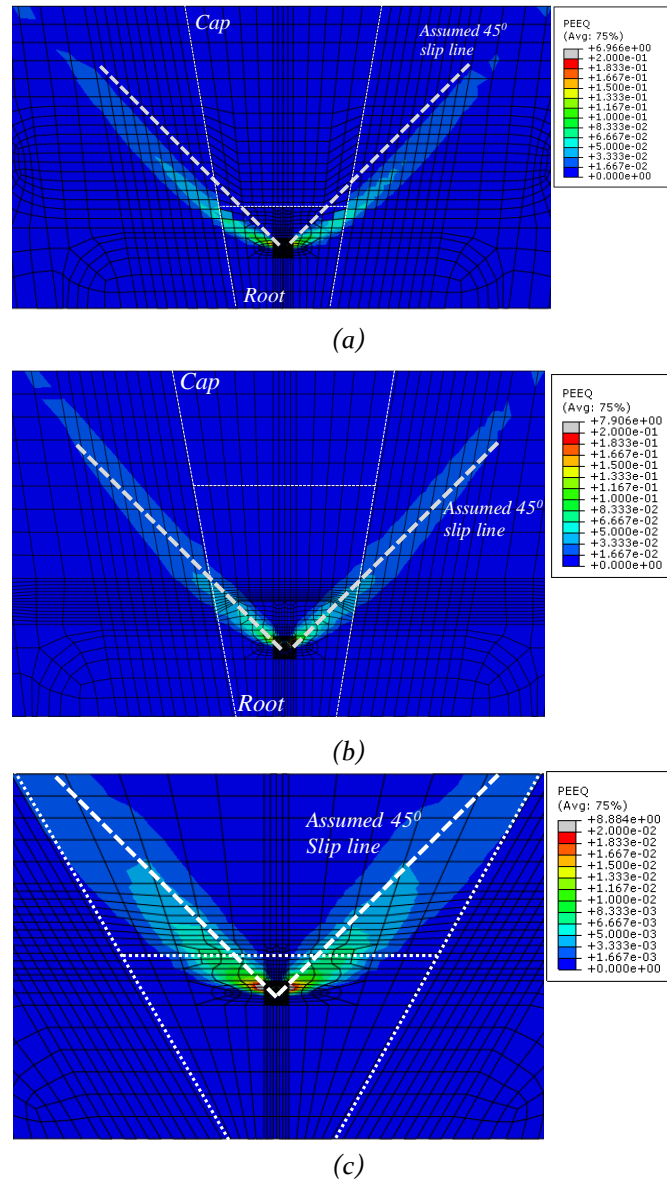 Cap
Assumed 45⁰
slip line
Root
PEEQ
(Avg: 75%)
+6.966e+00
+2.000e-01
+1.833e-01
+1.667e-01
+1.500e-01
+1.333e-01
+1.167e-01
+1.000e-01
+8.333e-02
+6.667e-02
+5.000e-02
+3.333e-02
+1.667e-02
+0.000e+00
(a)
Cap
Assumed 45⁰
slip line
Root
PEEQ
(Avg: 75%)
+7.906e+00
+2.000e-01
+1.833e-01
+1.667e-01
+1.500e-01
+1.333e-01
+1.167e-01
+1.000e-01
+8.333e-02
+6.667e-02
+5.000e-02
+3.333e-02
+1.667e-02
+0.000e+00
(b)
Assumed 45⁰
Slip line
PEEQ
(Avg: 75%)
+8.884e+00
+2.000e-02
+1.833e-02
+1.667e-02
+1.500e-02
+1.333e-02
+1.167e-02
+1.000e-02
+8.333e-03
+6.667e-03
+5.000e-03
+3.333e-03
+1.667e-03
+0.000e+00
(c)